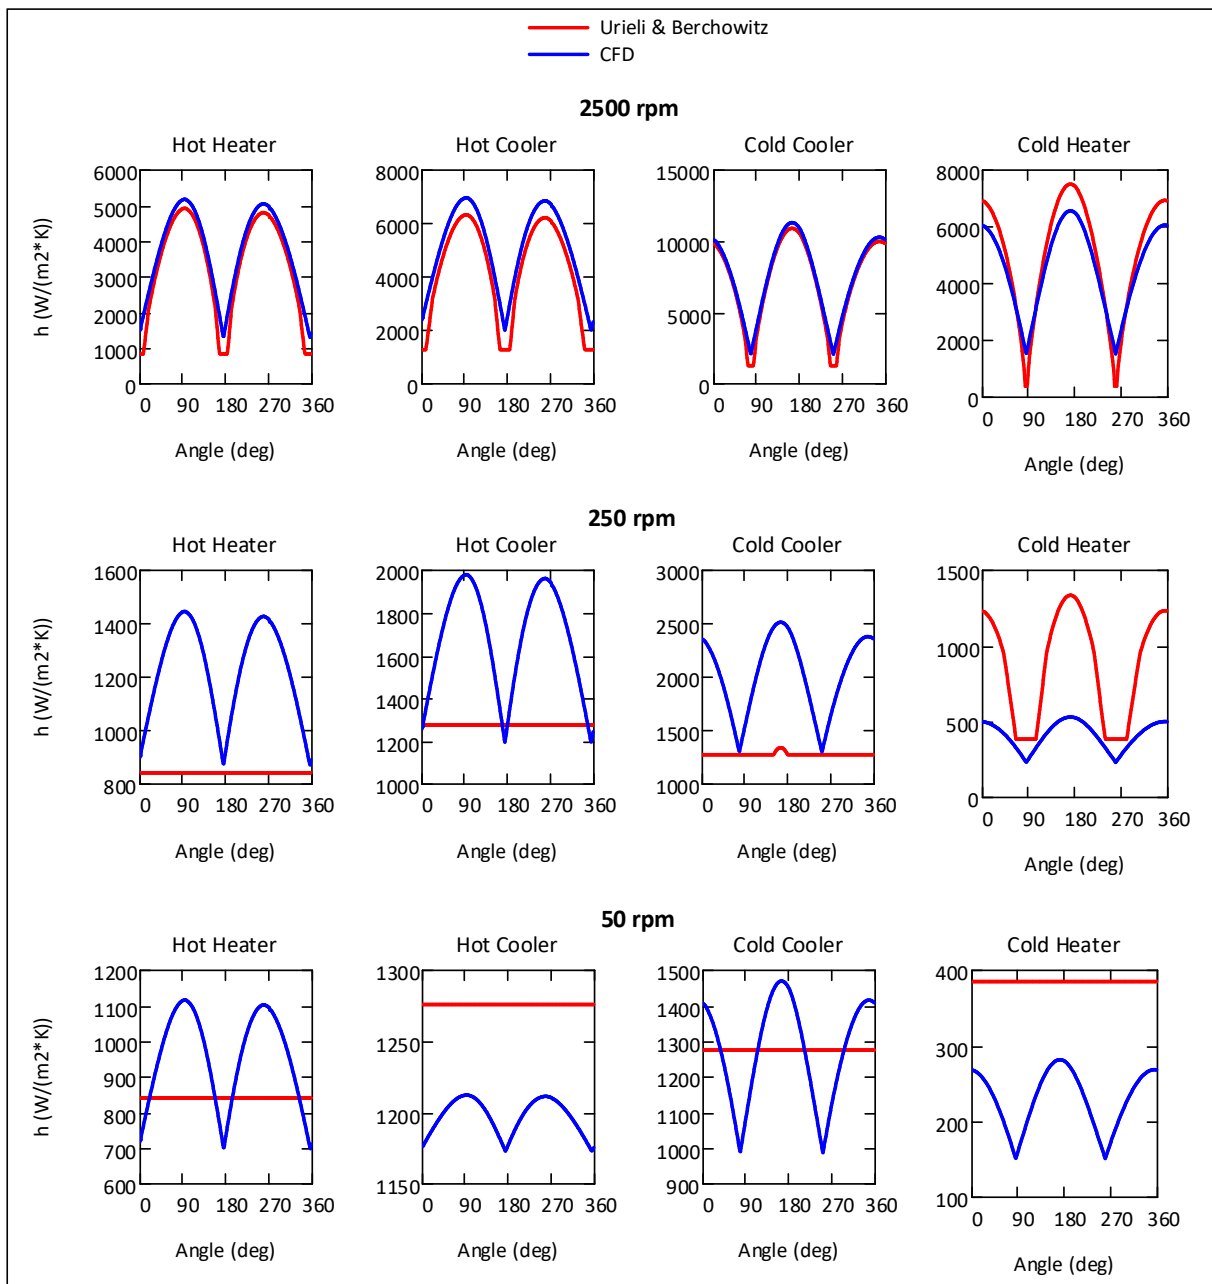 Urieli & Berchowitz
CFD
2500 rpm
Hot Heater
Hot Cooler
Cold Cooler
Cold Heater
h (W/(m2*K))
6000
5000
4000
3000
2000
1000
0
0 90 180 270 360
Angle (deg)
8000
6000
4000
2000
0
0 90 180 270 360
Angle (deg)
15000
10000
5000
0
0 90 180 270 360
Angle (deg)
8000
6000
4000
2000
0
0 90 180 270 360
Angle (deg)
250 rpm
Hot Heater
Hot Cooler
Cold Cooler
Cold Heater
h (W/(m2*K))
1600
1400
1200
1000
800
0 90 180 270 360
Angle (deg)
2000
1800
1600
1400
1200
1000
0 90 180 270 360
Angle (deg)
3000
2500
2000
1500
1000
0 90 180 270 360
Angle (deg)
1500
1000
500
0
0 90 180 270 360
Angle (deg)
50 rpm
Hot Heater
Hot Cooler
Cold Cooler
Cold Heater
h (W/(m2*K))
1200
1100
1000
900
800
700
600
0 90 180 270 360
Angle (deg)
1300
1250
1200
1150
0 90 180 270 360
Angle (deg)
1500
1400
1300
1200
1100
1000
900
0 90 180 270 360
Angle (deg)
400
300
200
100
0 90 180 270 360
Angle (deg)